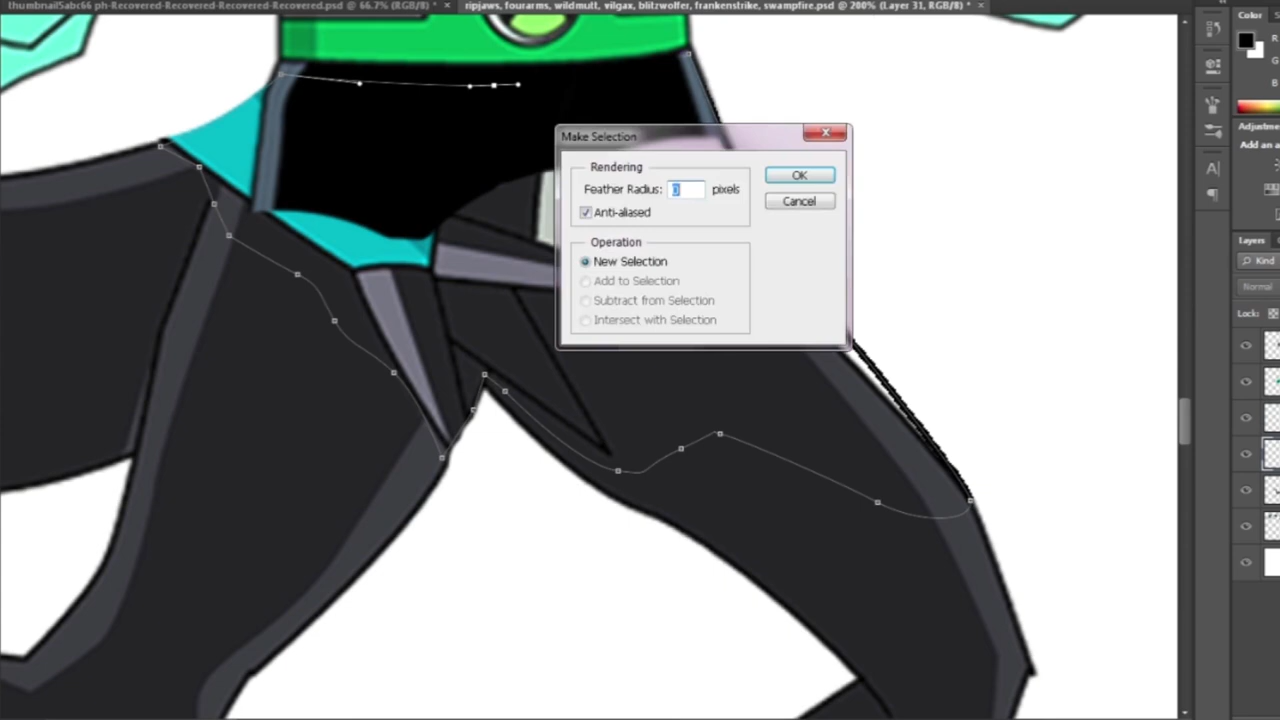 thumbnail5abc66 ph-Recovered-Recovered-Recovered-Recovered.psd @ 66.7% (RGB/8) * ×
ripjaws, fourarms, wildmutt, vilgax, blitzwolfer, frankenstrike, swampfire.psd @ 200% (Layer 31, RGB/8) * ×
Color
R
G
B
Make Selection
Rendering
Feather Radius: 0 pixels
Anti-aliased
OK
Cancel
Operation
New Selection
Add to Selection
Subtract from Selection
Intersect with Selection
Adjustme
Add an a
Layers
Kind
Normal
Lock: